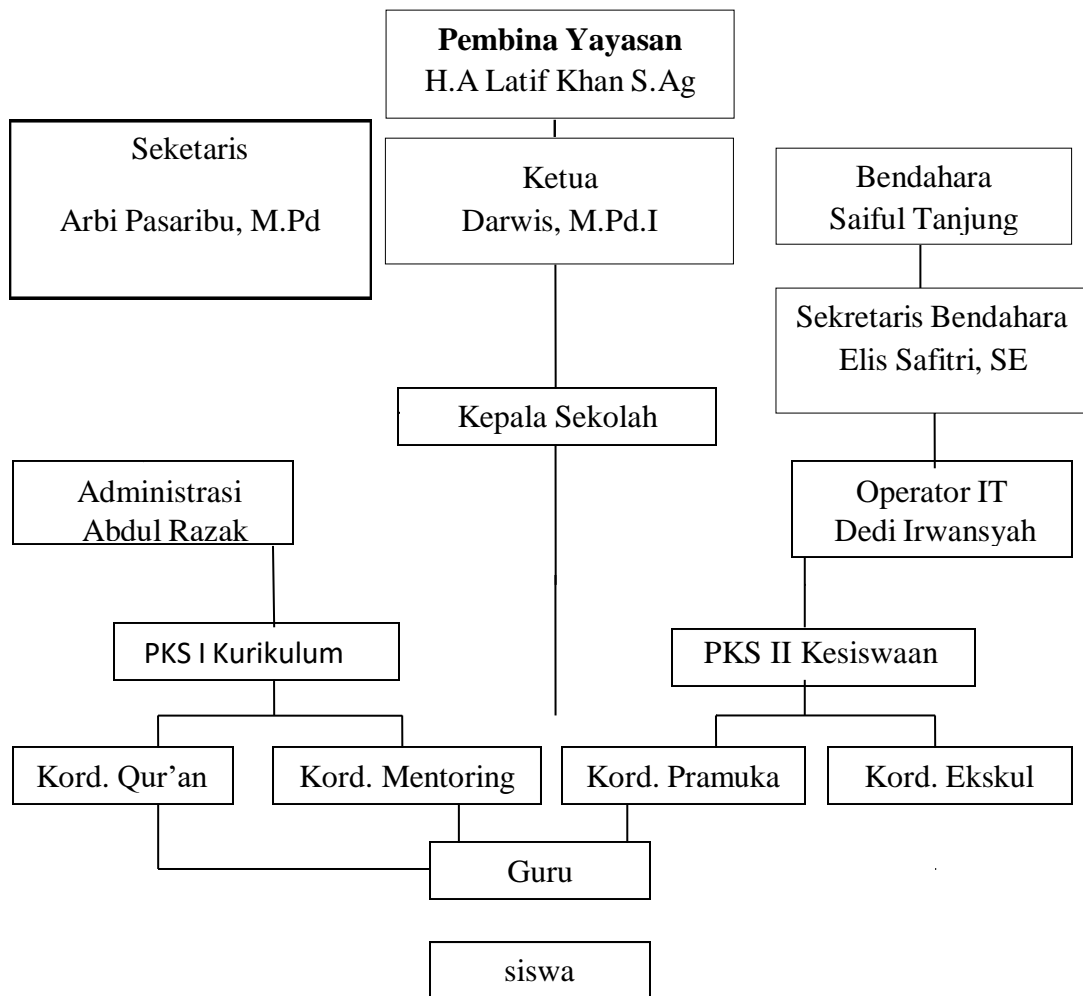 Pembina Yayasan
H.A Latif Khan S.Ag
Seketaris
Arbi Pasaribu, M.Pd
Ketua
Darwis, M.Pd.I
Bendahara
Saiful Tanjung
Sekretaris Bendahara
Elis Safitri, SE
Kepala Sekolah
Administrasi
Abdul Razak
Operator IT
Dedi Irwansyah
PKS I Kurikulum
PKS II Kesiswaan
Kord. Qur’an
Kord. Mentoring
Kord. Pramuka
Kord. Ekskul
Guru
siswa